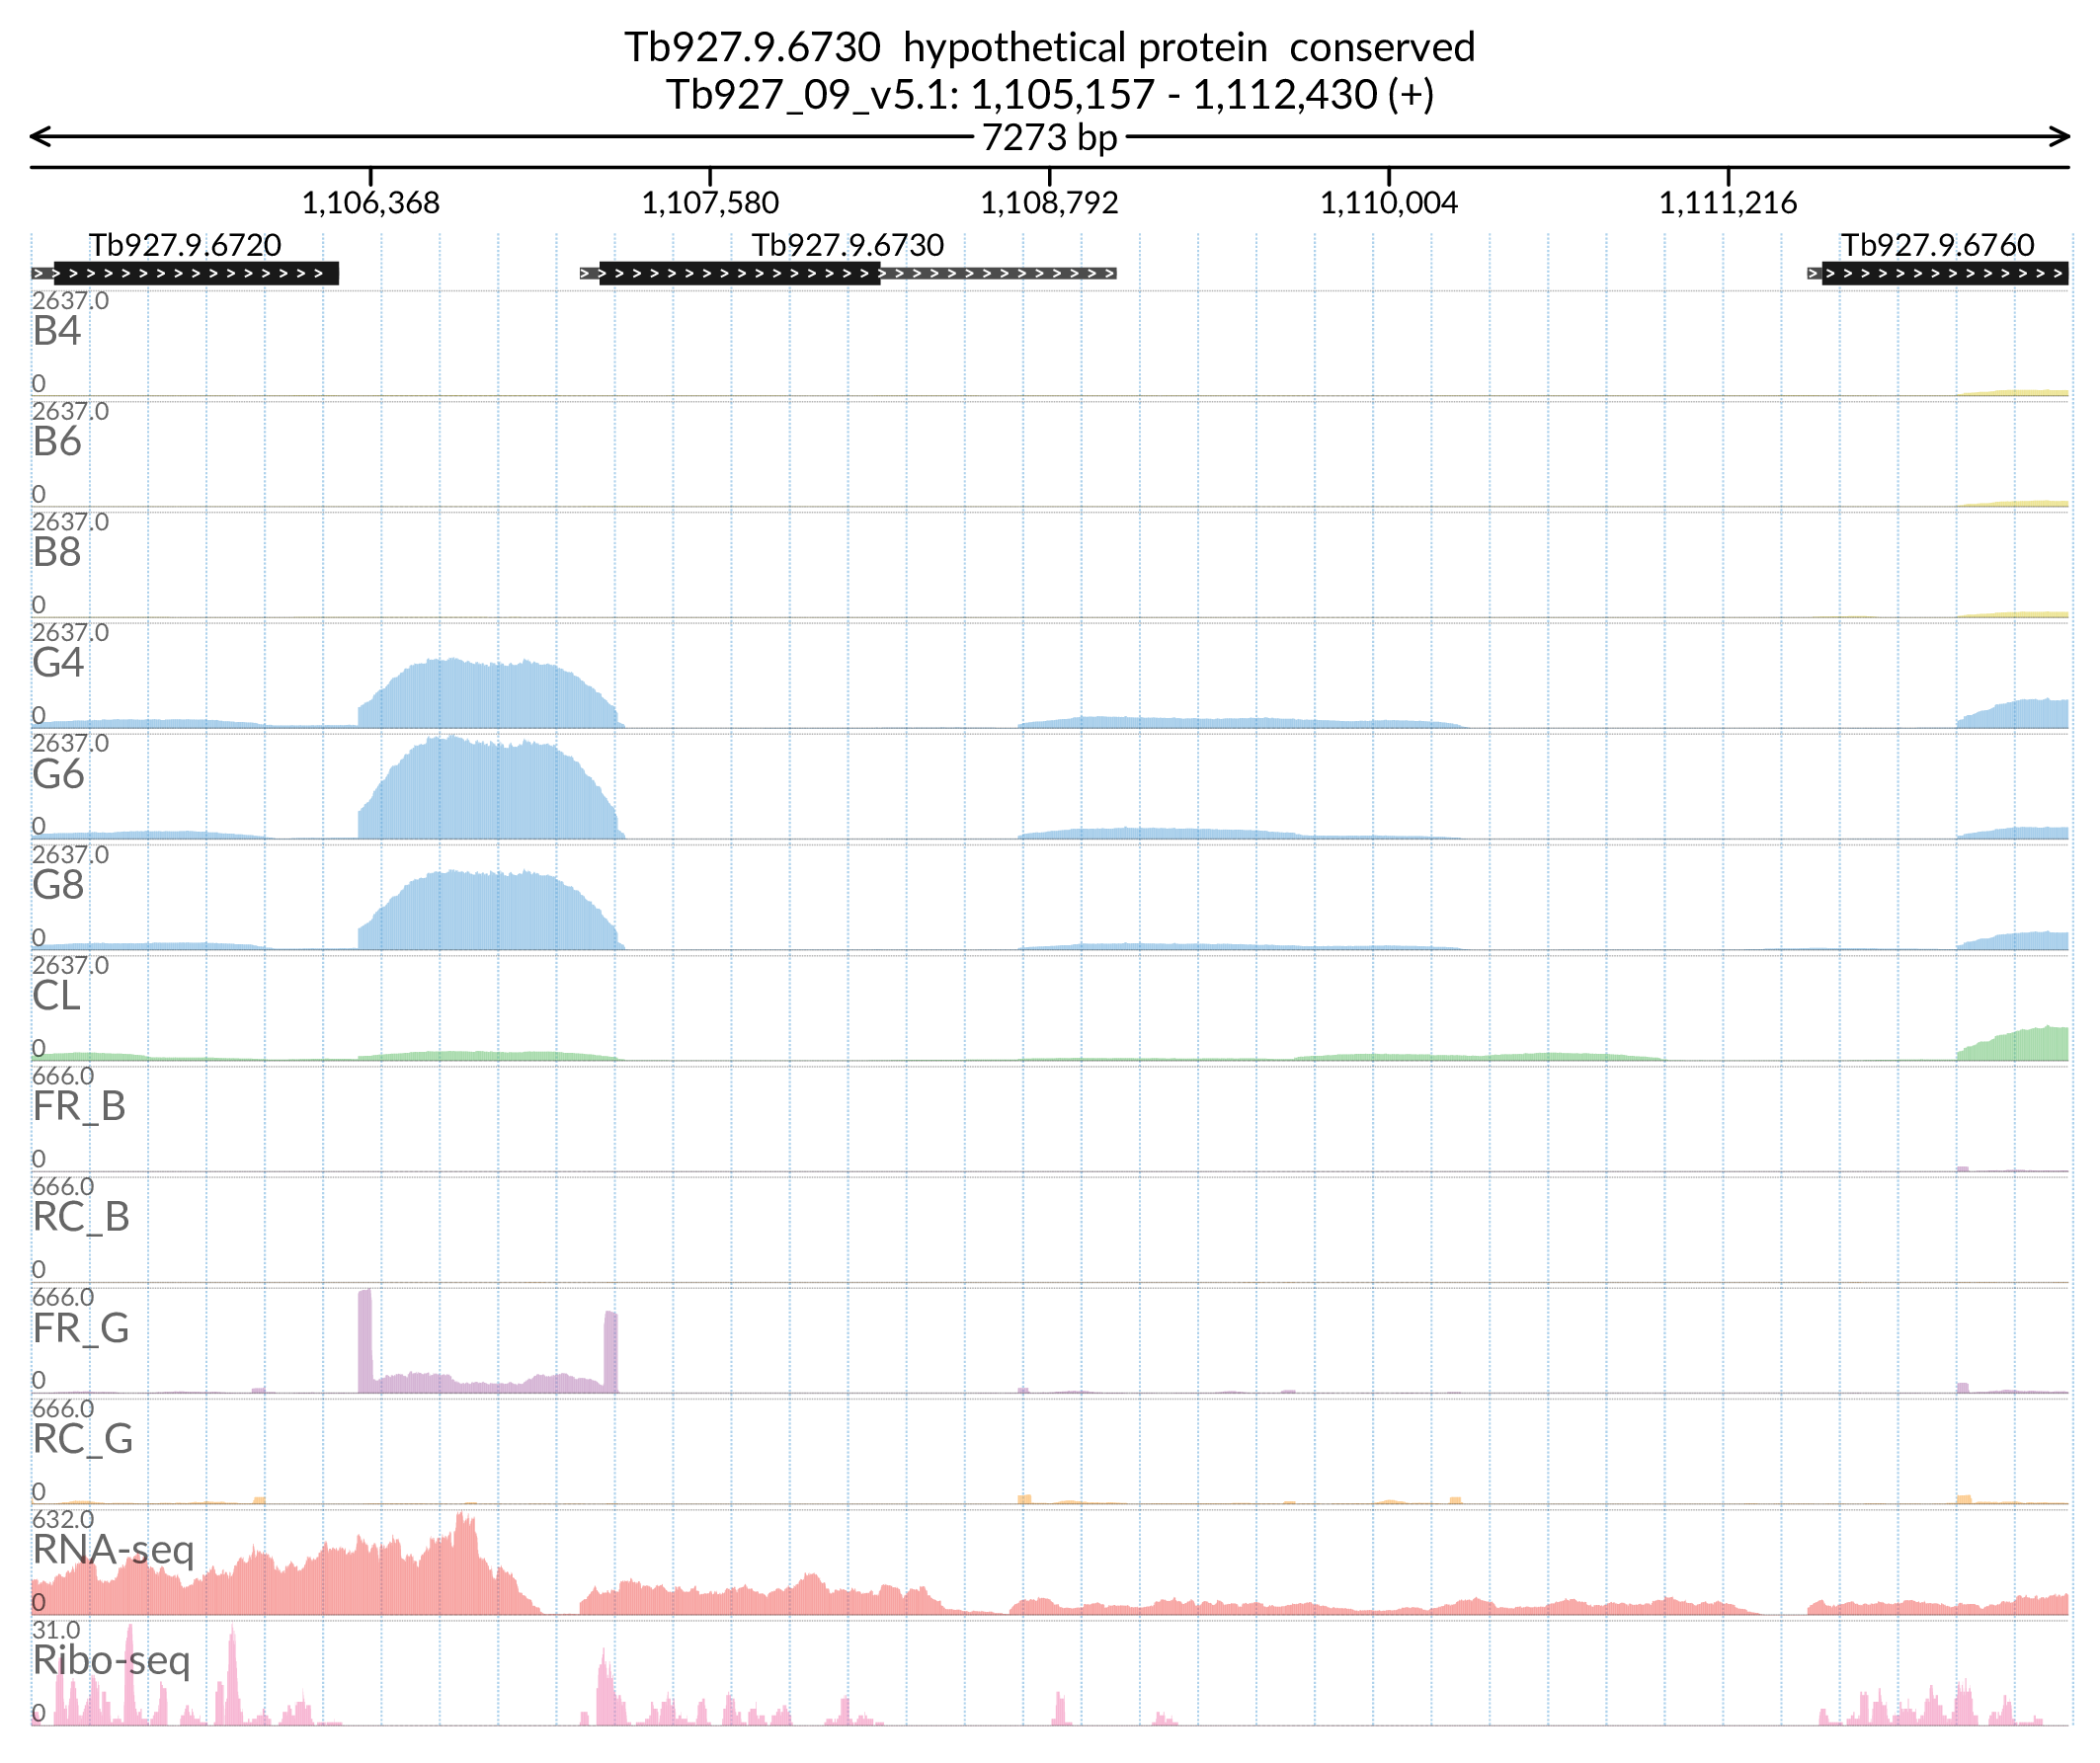 Tb927.9.6730 hypothetical protein conserved
Tb927_09_v5.1: 1,105,157 - 1,112,430 (+)
7273 bp
1,106,368 1,107,580 1,108,792 1,110,004 1,111,216
Tb927.9.6720 Tb927.9.6730 Tb927.9.6760
2637.0
B4
0
2637.0
B6
0
2637.0
B8
0
2637.0
G4
0
2637.0
G6
0
2637.0
G8
0
2637.0
CL
0
666.0
FR_B
0
666.0
RC_B
0
666.0
FR_G
0
666.0
RC_G
0
632.0
RNA-seq
0
31.0
Ribo-seq
0